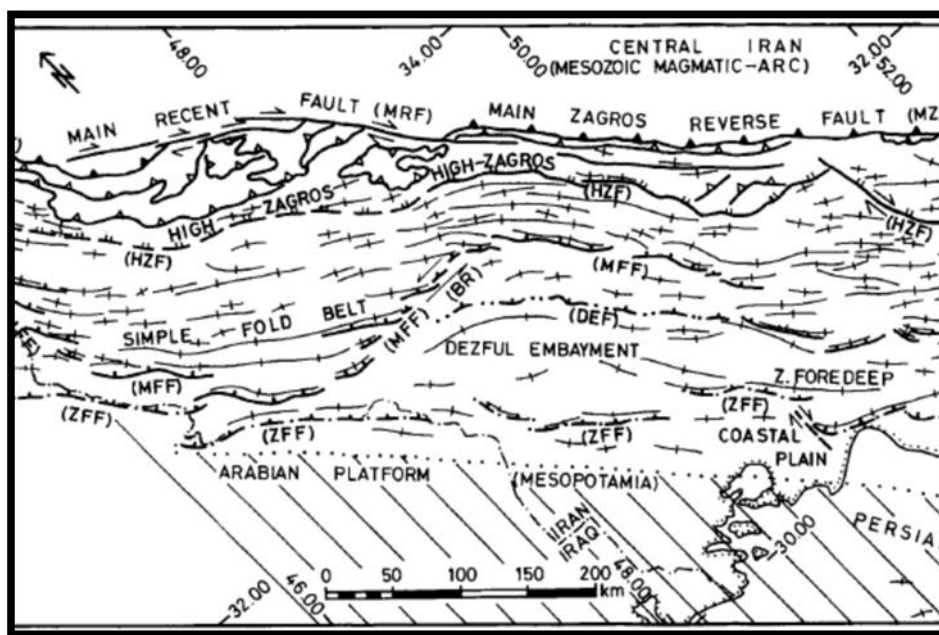 48.00
34.00
50.00
CENTRAL IRAN
(MESOZOIC MAGMATIC-ARC)
32.00
52.00
N
MAIN RECENT FAULT (MRF)
MAIN ZAGROS REVERSE FAULT (MZ
HIGH-ZAGROS
HIGH ZAGROS
(HZF)
(HZF)
(HZF)
(MFF)
(BR)
(MFF)
SIMPLE FOLD BELT
(DEF)
DEZFUL EMBAYMENT
FF)
(MFF)
Z.FOREDEEP
(ZFF)
(ZFF)
(ZFF)
(ZFF)
COASTAL
PLAIN
ARABIAN PLATFORM
(MESOPOTAMIA)
PERSIA
IRAN
IRAQ
30.00
0 50 100 150 200
km
32.00
46.00
48.00